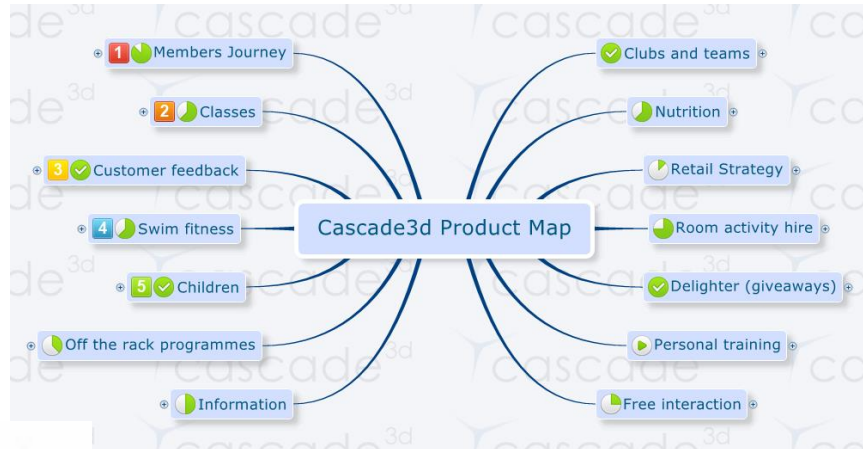 1 Members Journey
2 Classes
3 Customer feedback
4 Swim fitness
5 Children
Off the rack programmes
Information
Cascade3d Product Map
Clubs and teams
Nutrition
Retail Strategy
Room activity hire
Delighter (giveaways)
Personal training
Free interaction
cascade3d